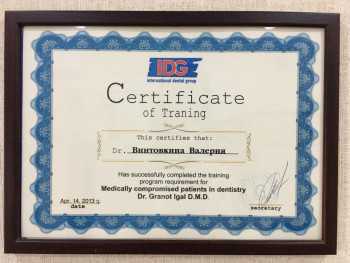 IDG
international dental group
Certificate
of Traning
This certifies that:
Dr. Винтовкина Валерия
Has successfully completed the training
program requirement for
Medically compromised patients in dentistry
Dr. Granot Igal D.M.D.
Apr. 14, 2013 q.
date
secretary